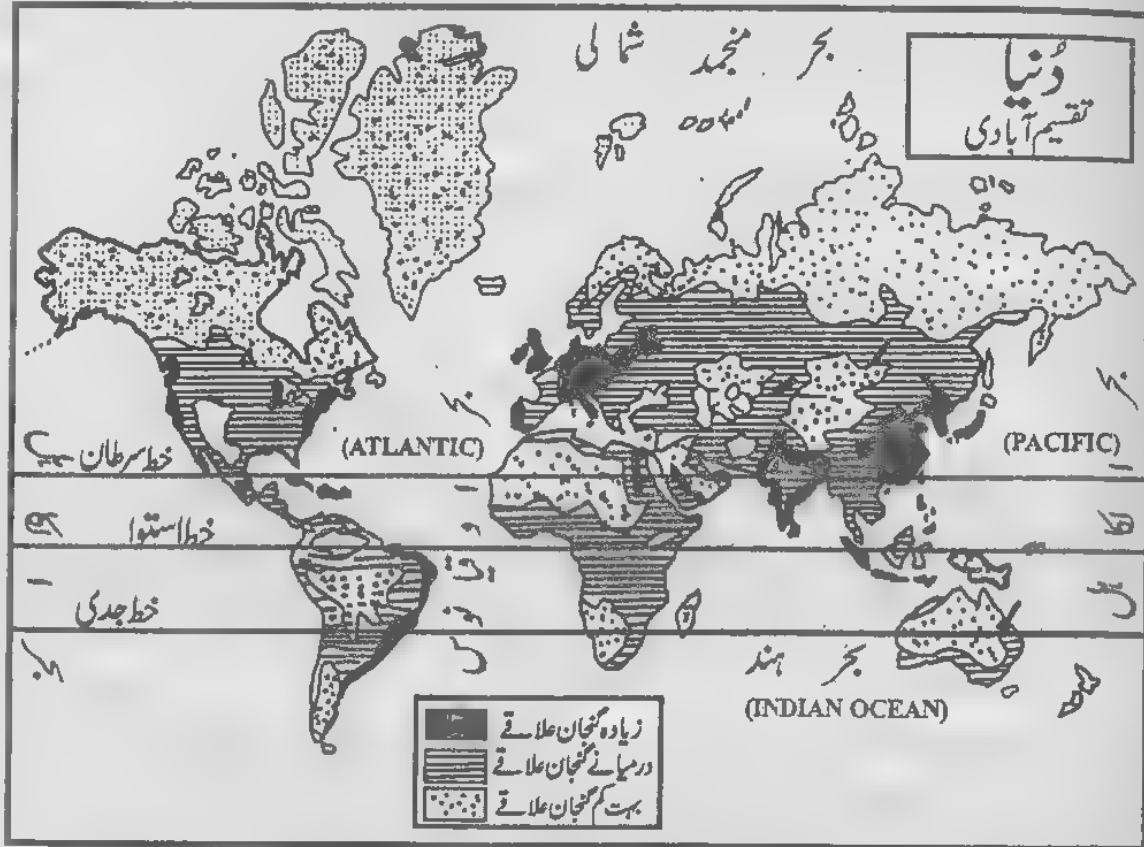 بحر منجمد شمالی
دُنیا
تقسیم آبادی
(ATLANTIC)
(PACIFIC)
خط سرطان
خط استوا
خط جدی
بحر ہند
(INDIAN OCEAN)
زیادہ گنجان علاقے
درمیانے گنجان علاقے
بہت کم گنجان علاقے